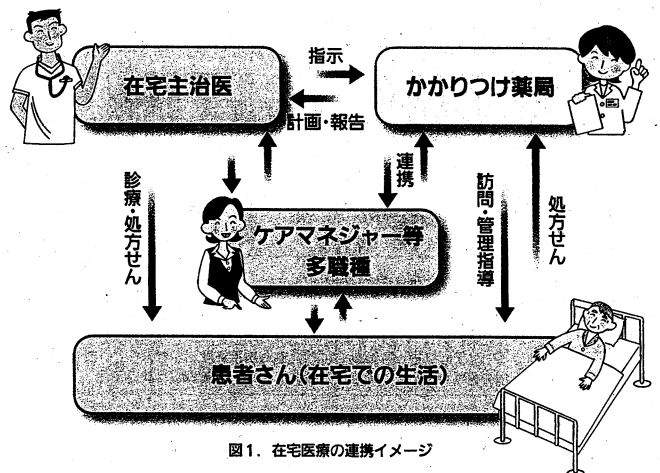 指示
在宅主治医
かかりつけ薬局
計画・報告
連携
診療・処方せん
訪問・管理指導
処方せん
ケアマネジャー等
多職種
患者さん(在宅での生活)
図1．在宅医療の連携イメージ